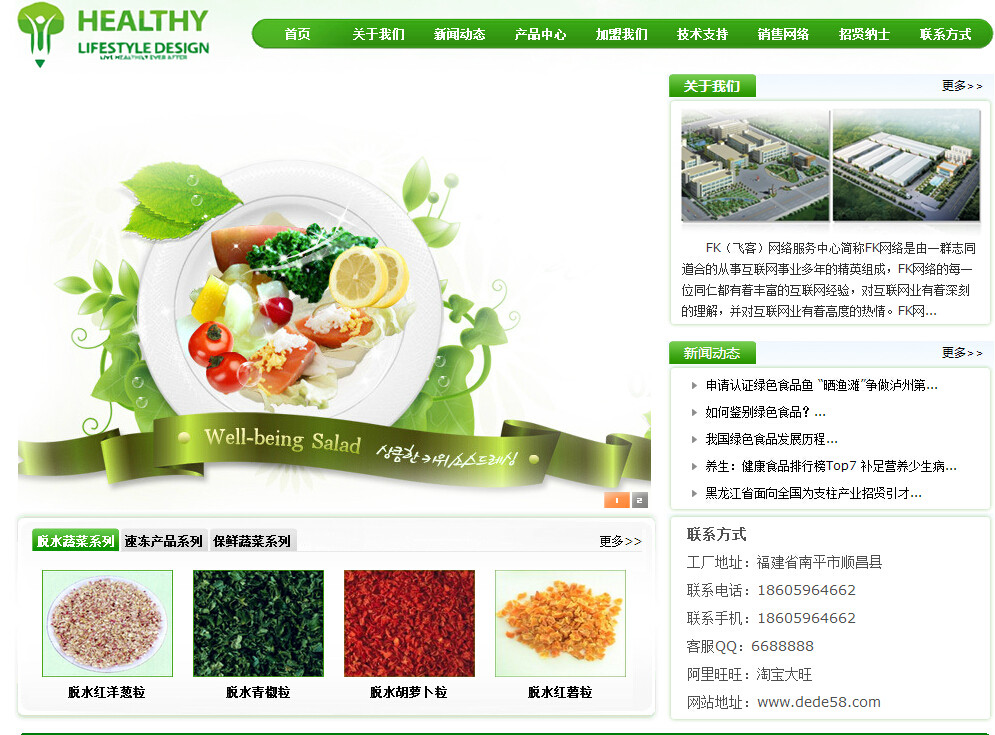 HEALTHY
LIFESTYLE DESIGN
LIVE HEALTHILY EVER AFTER
首页 关于我们 新闻动态 产品中心 加盟我们 技术支持 销售网络 招贤纳士 联系方式
关于我们 更多>>
FK（飞客）网络服务中心简称FK网络是由一群志同
道合的从事互联网事业多年的精英组成，FK网络的每一
位同仁都有着丰富的互联网经验，对互联网业有着深刻
的理解，并对互联网业有着高度的热情。FK网...
新闻动态 更多>>
申请认证绿色食品鱼 “晒渔滩”争做泸州第...
如何鉴别绿色食品？...
我国绿色食品发展历程...
养生：健康食品排行榜Top7 补足营养少生病...
黑龙江省面向全国为支柱产业招贤引才...
Well-being Salad 상큼한 키위소스드레싱
1 2
脱水蔬菜系列 速冻产品系列 保鲜蔬菜系列 更多>>
脱水红洋葱粒 脱水青椒粒 脱水胡萝卜粒 脱水红薯粒
联系方式
工厂地址：福建省南平市顺昌县
联系电话：18605964662
联系手机：18605964662
客服QQ：6688888
阿里旺旺：淘宝大旺
网站地址：www.dede58.com